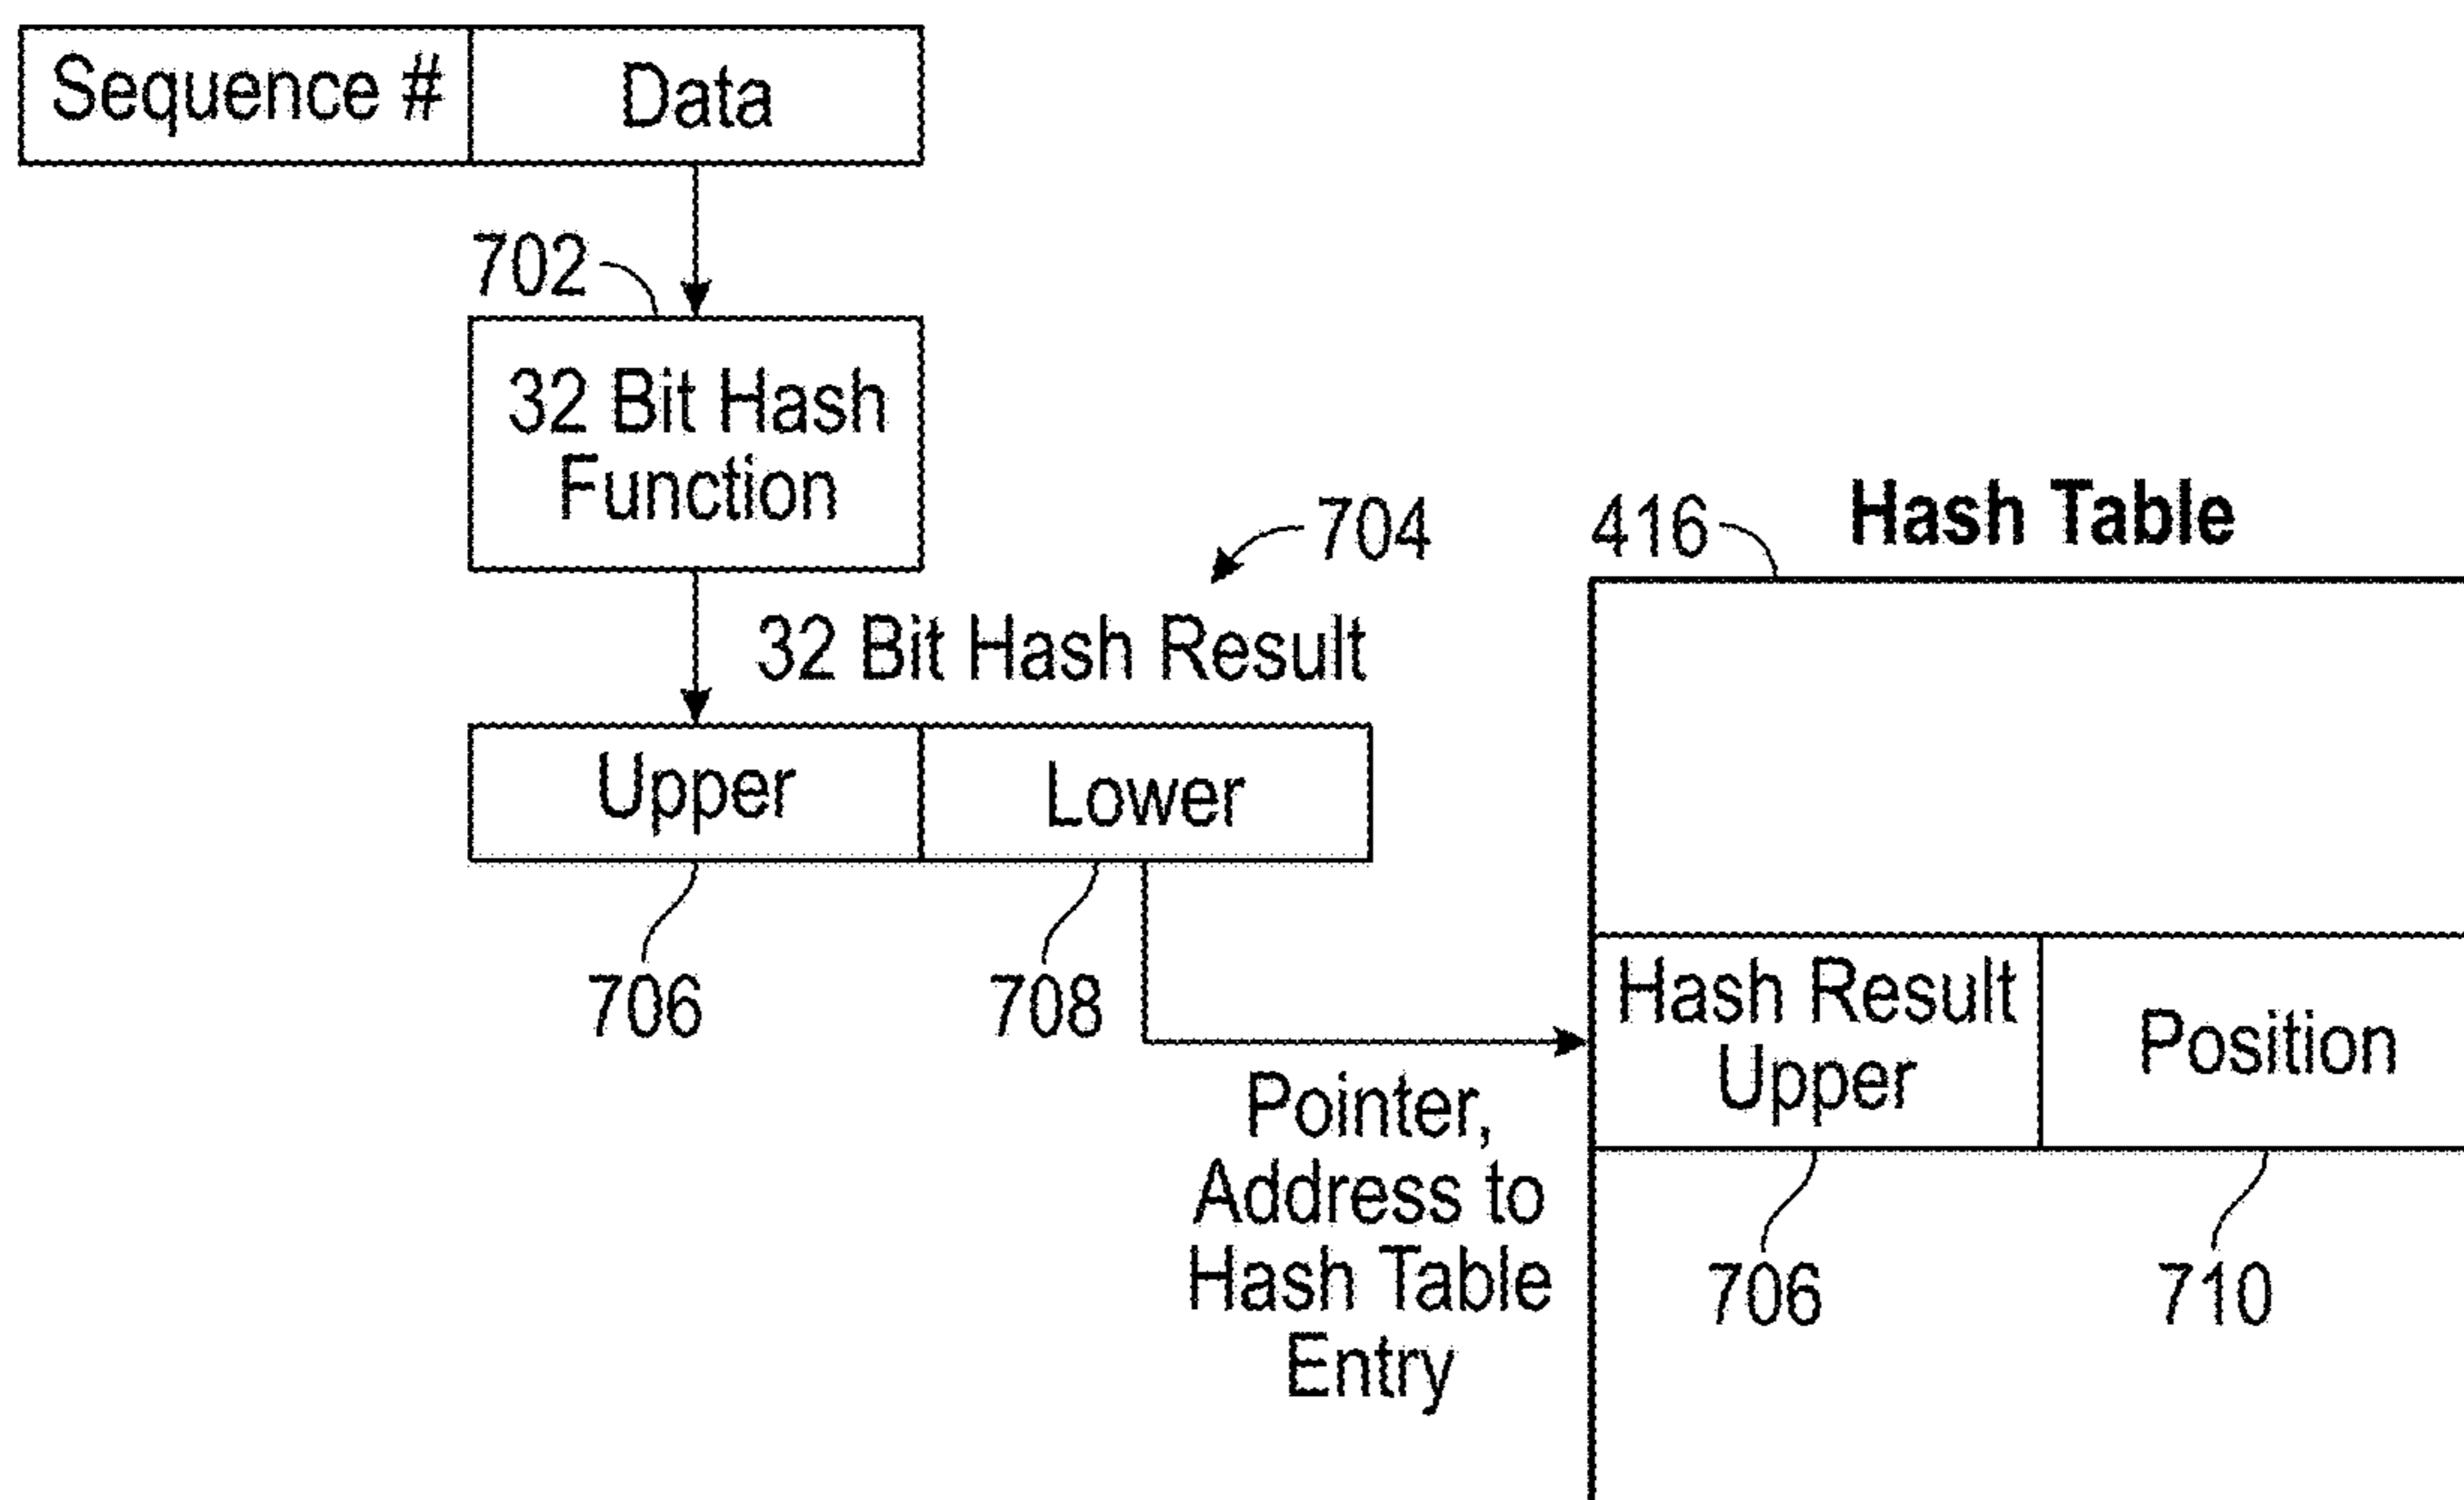 Sequence #
Data
702
32 Bit Hash
Function
704
32 Bit Hash Result
416
Hash Table
Upper
Lower
706
708
Hash Result
Upper
Position
Pointer,
Address to
Hash Table
Entry
706
710